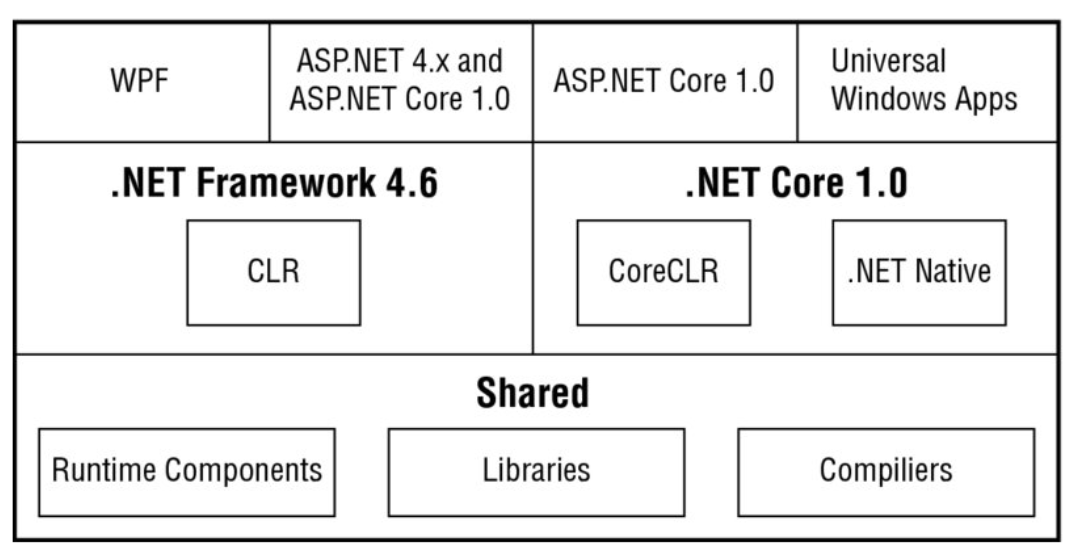 WPF
ASP.NET 4.x and
ASP.NET Core 1.0
ASP.NET Core 1.0
Universal
Windows Apps
.NET Framework 4.6
.NET Core 1.0
CLR
CoreCLR
.NET Native
Shared
Runtime Components
Libraries
Compiliers